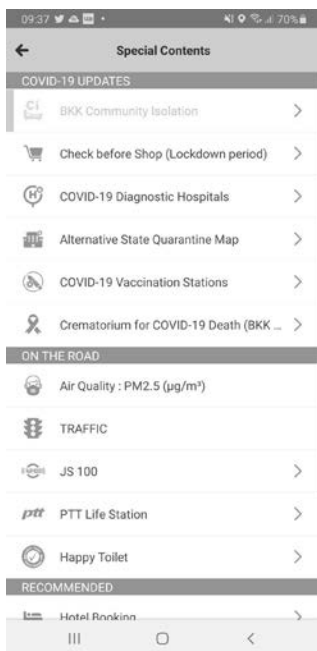 09:37 70%
Special Contents
COVID-19 UPDATES
Ci
BKK Community Isolation
Check before Shop (Lockdown period)
H
COVID-19 Diagnostic Hospitals
Alternative State Quarantine Map
COVID-19 Vaccination Stations
Crematorium for COVID-19 Death (BKK ...
ON THE ROAD
Air Quality : PM2.5 (µg/m³)
TRAFFIC
JS 100
ptt PTT Life Station
Happy Toilet
RECOMMENDED
Hotel Booking